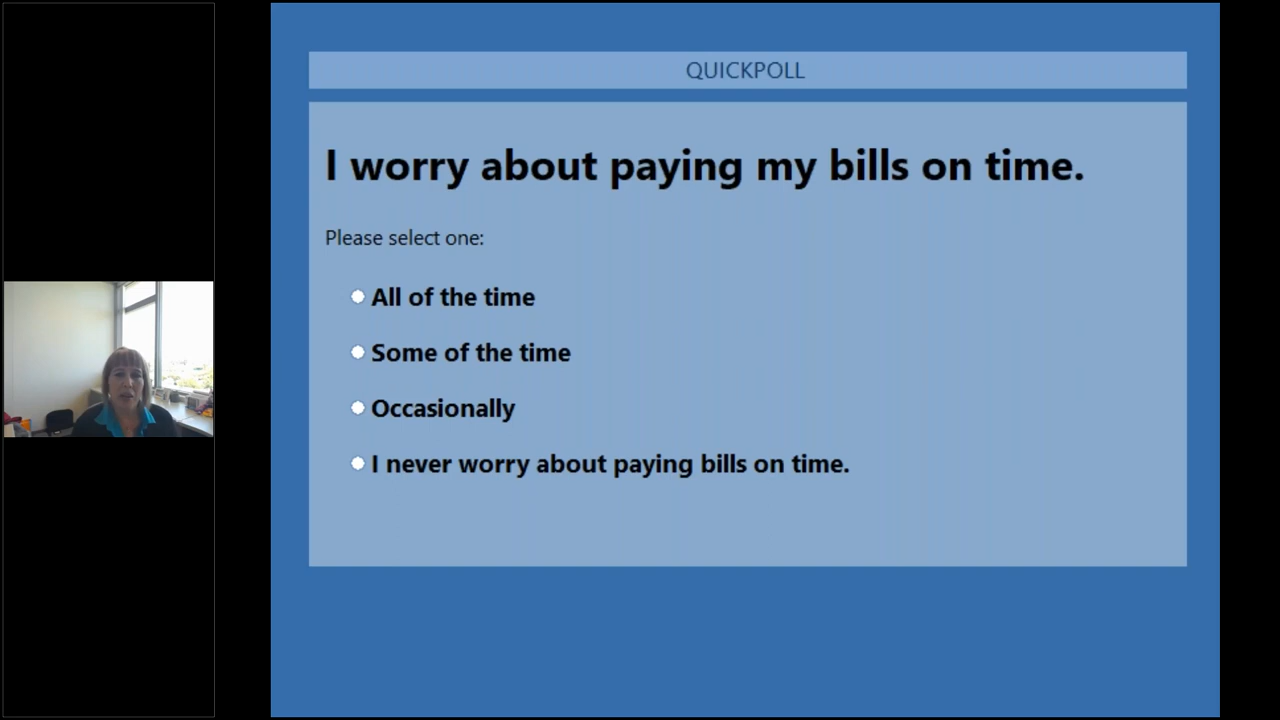 QUICKPOLL
I worry about paying my bills on time.
Please select one:
All of the time
Some of the time
Occasionally
I never worry about paying bills on time.